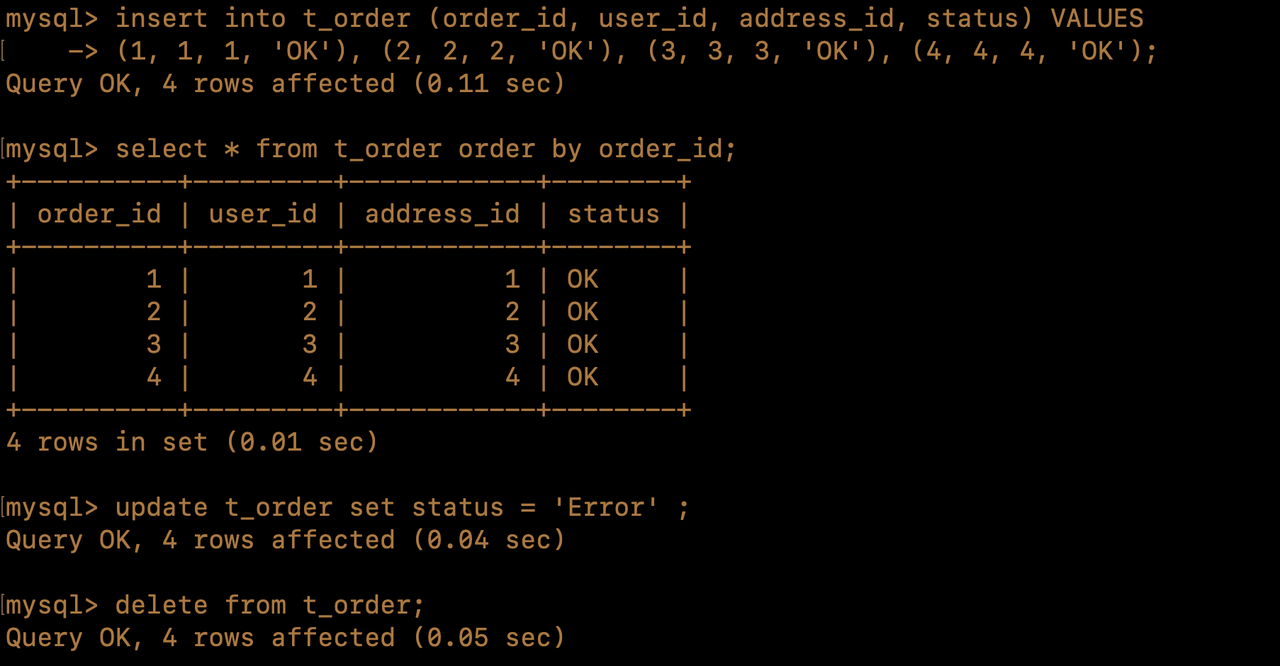 mysql> insert into t_order (order_id, user_id, address_id, status) VALUES
    -> (1, 1, 1, 'OK'), (2, 2, 2, 'OK'), (3, 3, 3, 'OK'), (4, 4, 4, 'OK');
Query OK, 4 rows affected (0.11 sec)
mysql> select * from t_order order by order_id;
+----------+---------+------------+--------+
| order_id | user_id | address_id | status |
+----------+---------+------------+--------+
|        1 |       1 |          1 | OK     |
|        2 |       2 |          2 | OK     |
|        3 |       3 |          3 | OK     |
|        4 |       4 |          4 | OK     |
+----------+---------+------------+--------+
4 rows in set (0.01 sec)
mysql> update t_order set status = 'Error' ;
Query OK, 4 rows affected (0.04 sec)
mysql> delete from t_order;
Query OK, 4 rows affected (0.05 sec)